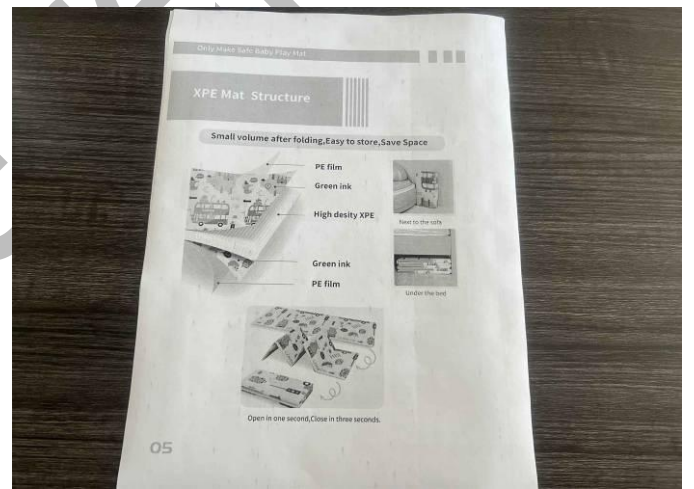 Only Make Safe Baby Play Mat
XPE Mat Structure
Small volume after folding,Easy to store,Save Space
PE film
Green ink
High desity XPE
Green ink
PE film
Next to the sofa
Under the bed
Open in one second,Close in three seconds.
05